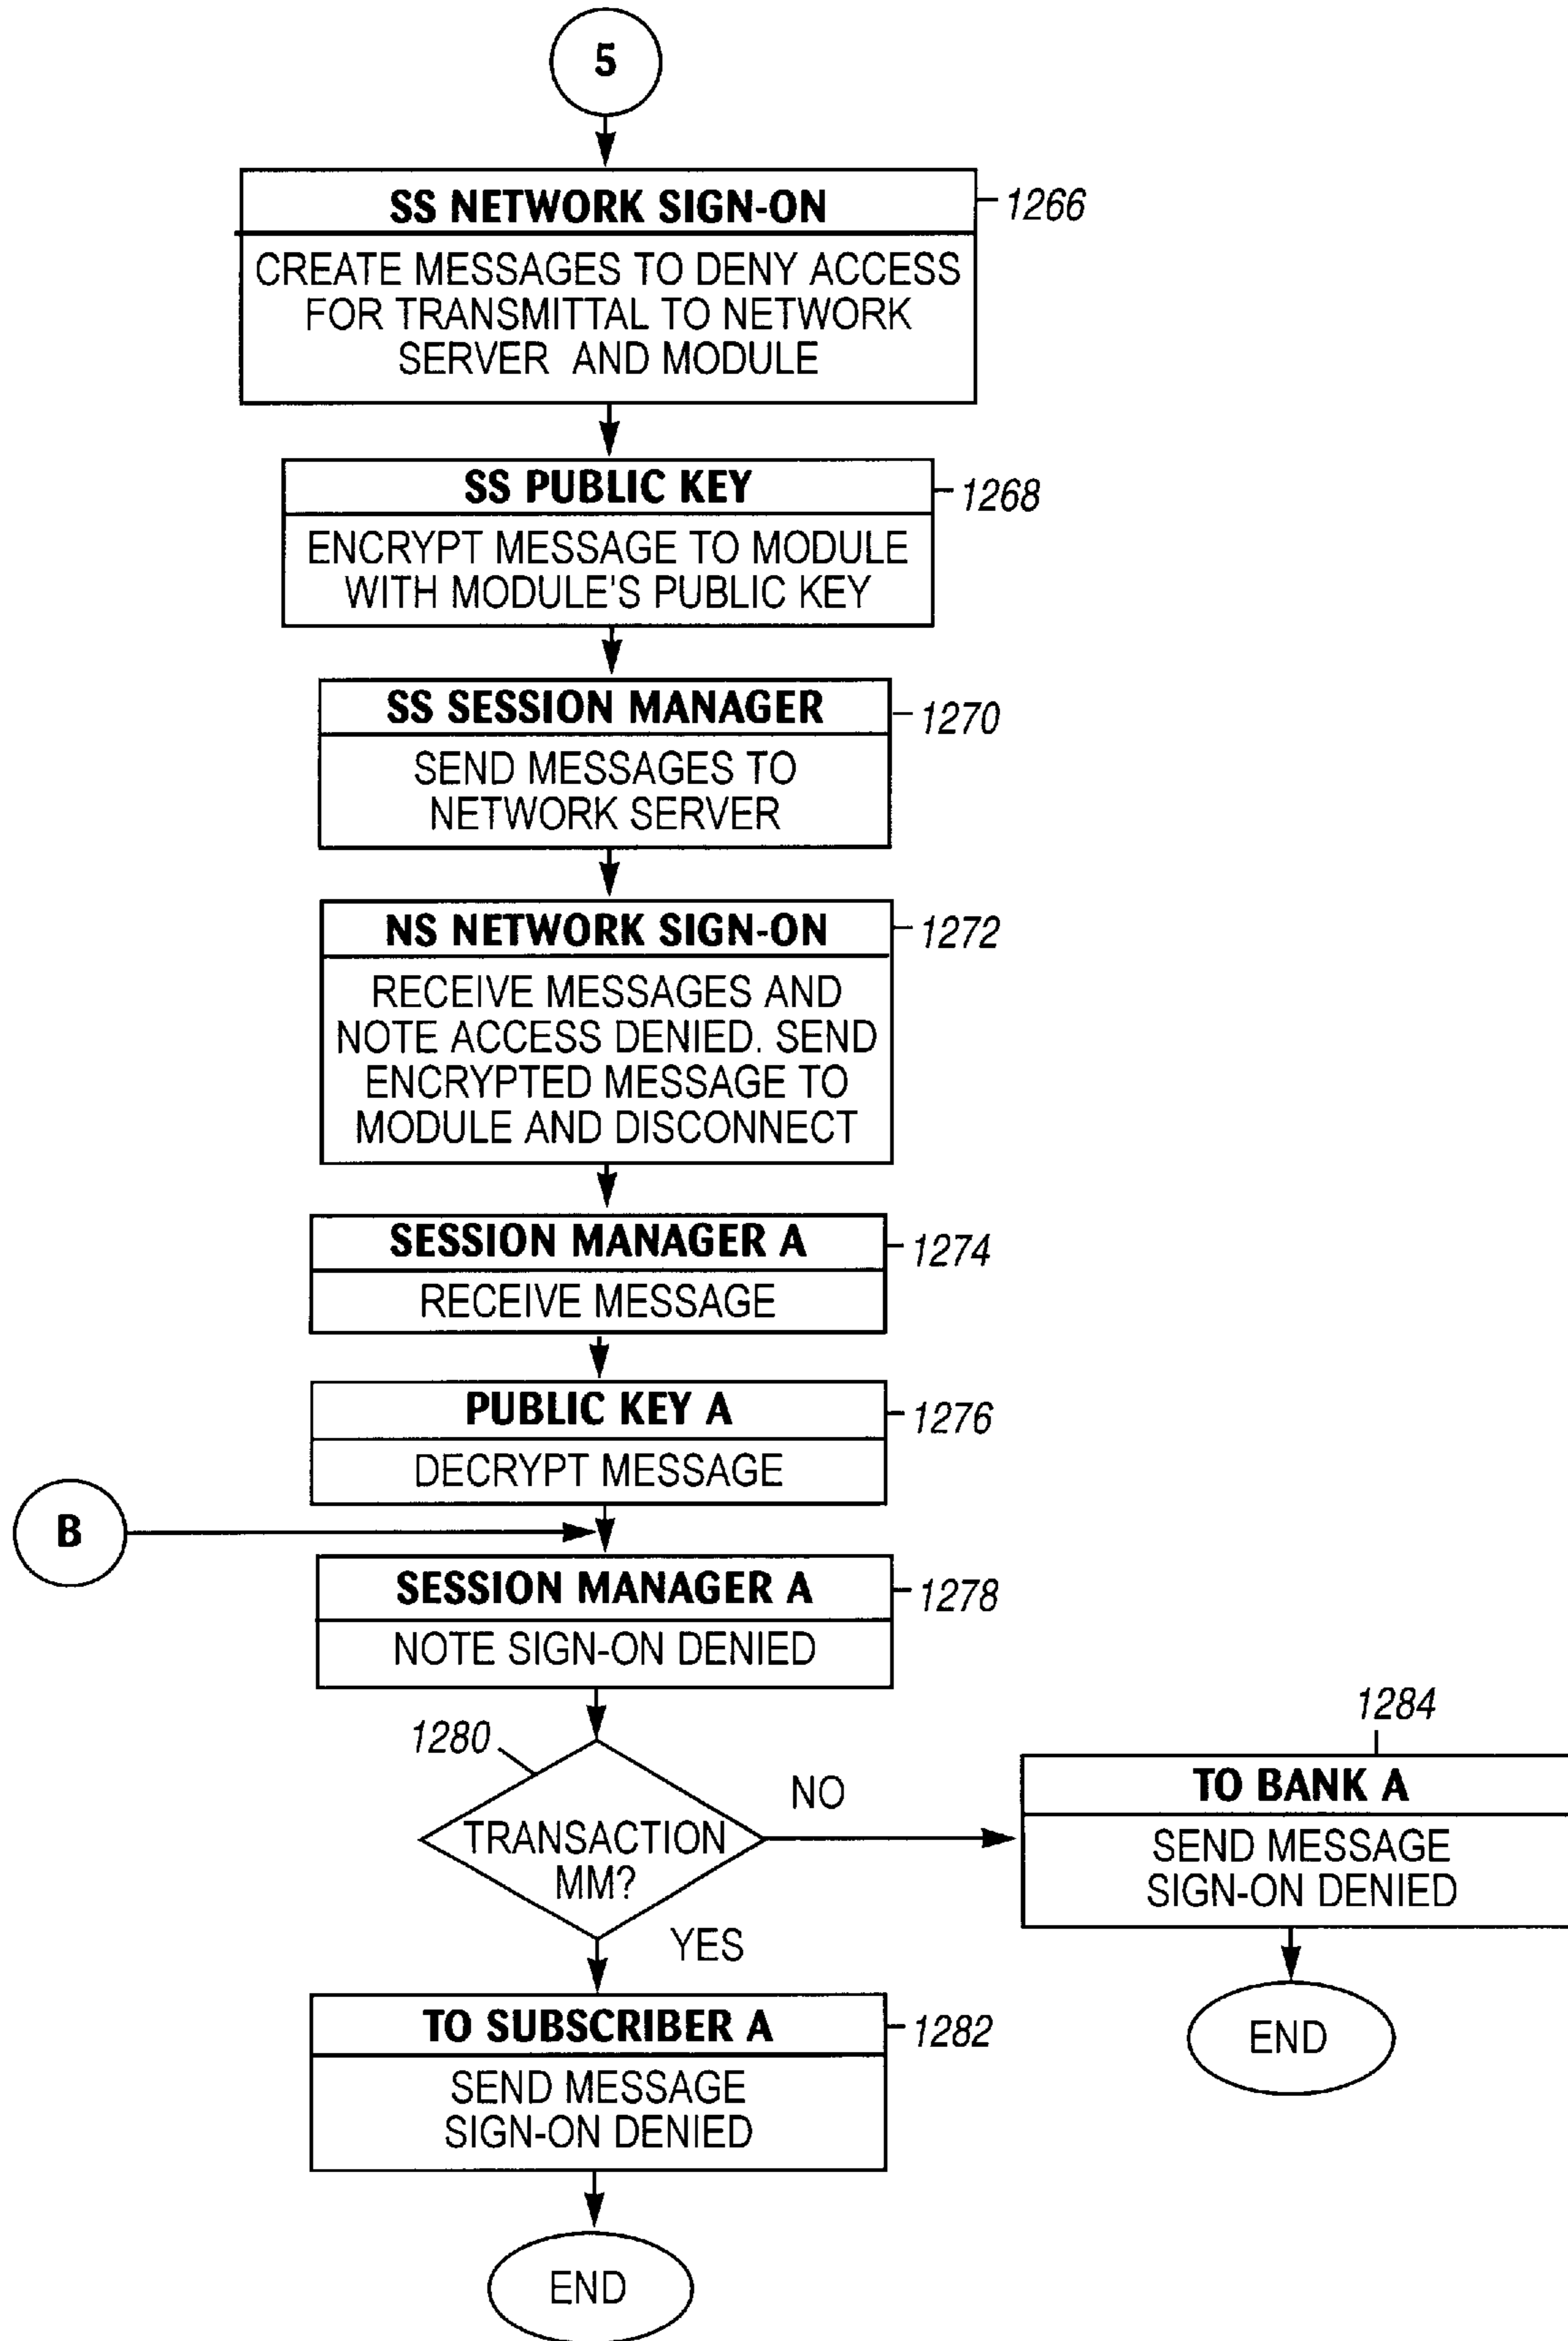 5
SS NETWORK SIGN-ON
1266
CREATE MESSAGES TO DENY ACCESS
FOR TRANSMITTAL TO NETWORK
SERVER AND MODULE
SS PUBLIC KEY
1268
ENCRYPT MESSAGE TO MODULE
WITH MODULE'S PUBLIC KEY
SS SESSION MANAGER
1270
SEND MESSAGES TO
NETWORK SERVER
NS NETWORK SIGN-ON
1272
RECEIVE MESSAGES AND
NOTE ACCESS DENIED. SEND
ENCRYPTED MESSAGE TO
MODULE AND DISCONNECT
SESSION MANAGER A
1274
RECEIVE MESSAGE
PUBLIC KEY A
1276
DECRYPT MESSAGE
B
SESSION MANAGER A
1278
NOTE SIGN-ON DENIED
1280
TRANSACTION
MM?
NO
YES
1284
TO BANK A
SEND MESSAGE
SIGN-ON DENIED
END
TO SUBSCRIBER A
1282
SEND MESSAGE
SIGN-ON DENIED
END